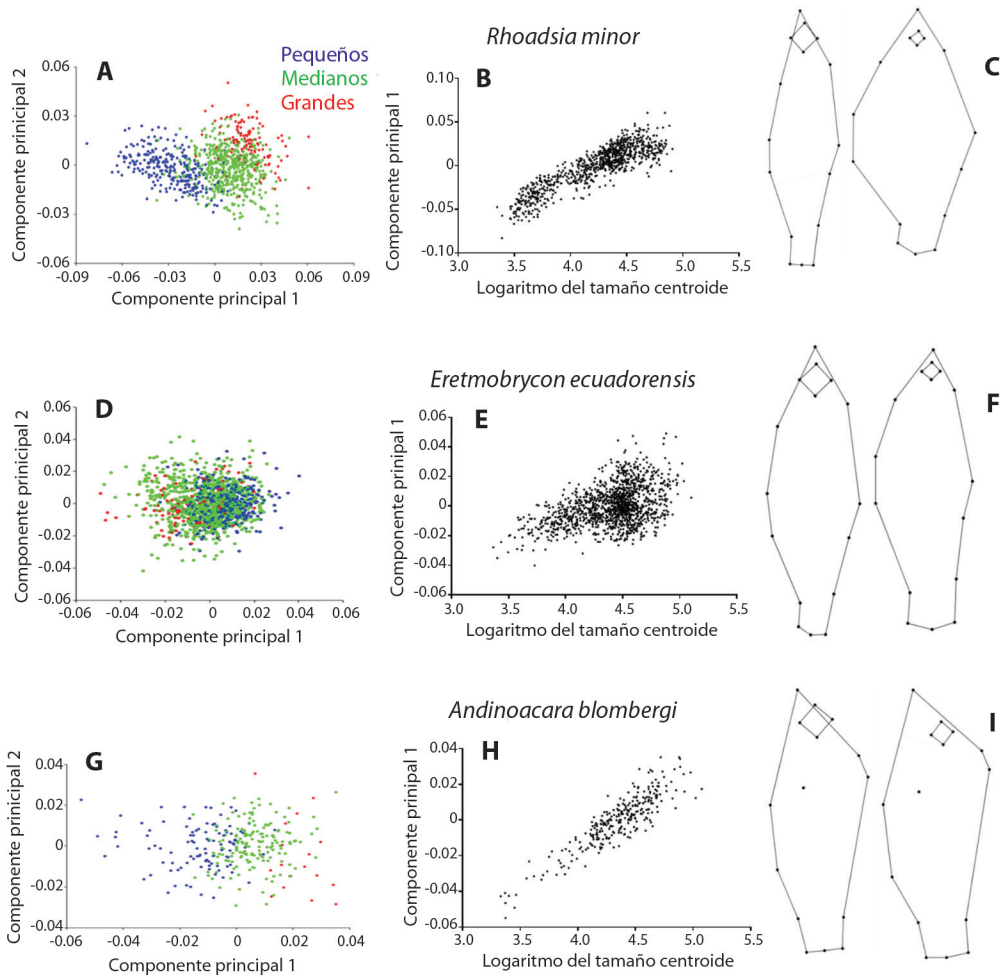 Rhoadsia minor
A
Pequeños
Medianos
Grandes
Componente prinicipal 2
0.06
0.03
0
-0.03
-0.06
-0.09 -0.06 -0.03 0 0.03 0.06 0.09
Componente principal 1
B
Componente prinipal 1
0.10
0.05
0
-0.05
-0.10
3.0 3.5 4.0 4.5 5.0 5.5
Logaritmo del tamaño centroide
C
Eretmobrycon ecuadorensis
D
Componente prinicipal 2
0.06
0.04
0.02
0
-0.02
-0.04
-0.06
-0.06 -0.04 -0.02 0 0.02 0.04 0.06
Componente principal 1
E
Componente prinipal 1
0.06
0.04
0.02
0
-0.02
-0.04
-0.06
3.0 3.5 4.0 4.5 5.0 5.5
Logaritmo del tamaño centroide
F
Andinoacara blombergi
G
Componente prinicipal 2
0.04
0.02
0
-0.02
-0.04
-0.06 -0.04 -0.02 0 0.02 0.04
Componente principal 1
H
Componente prinipal 1
0.04
0.02
0
-0.02
-0.04
-0.06
3.0 3.5 4.0 4.5 5.0 5.5
Logaritmo del tamaño centroide
I